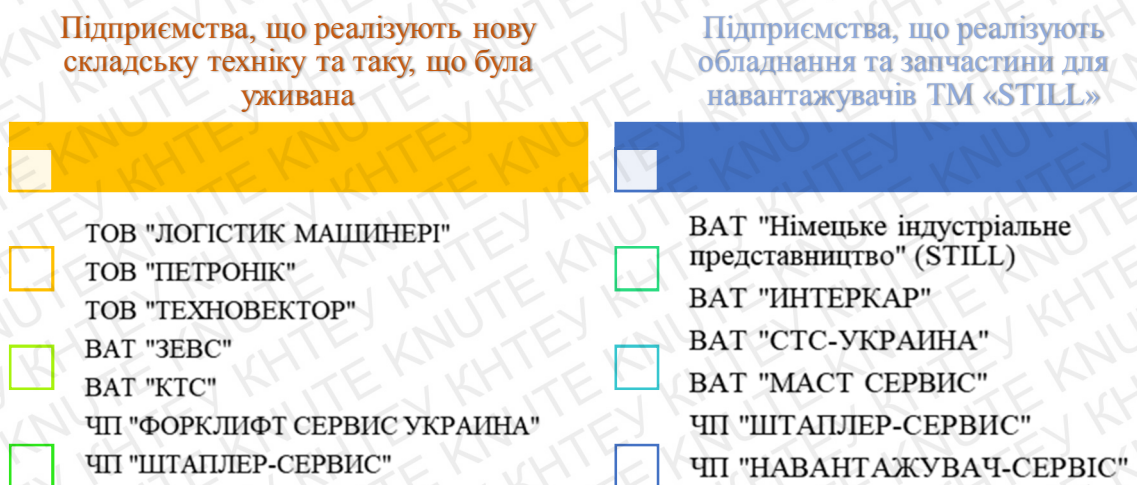 Підприємства, що реалізують нову
складську техніку та таку, що була
уживана
ТОВ "ЛОГІСТИК МАШИНЕРІ"
ТОВ "ПЕТРОНІК"
ТОВ "ТЕХНОВЕКТОР"
ВАТ "ЗЕВС"
ВАТ "КТС"
ЧП "ФОРКЛИФТ СЕРВИС УКРАИНА"
ЧП "ШТАПЛЕР-СЕРВИС"
Підприємства, що реалізують
обладнання та запчастини для
навантажувачів ТМ «STILL»
ВАТ "Німецьке індустріальне
представництво" (STILL)
ВАТ "ИНТЕРКАР"
ВАТ "СТС-УКРАИНА"
ВАТ "МАСТ СЕРВИС"
ЧП "ШТАПЛЕР-СЕРВИС"
ЧП "НАВАНТАЖУВАЧ-СЕРВІС"